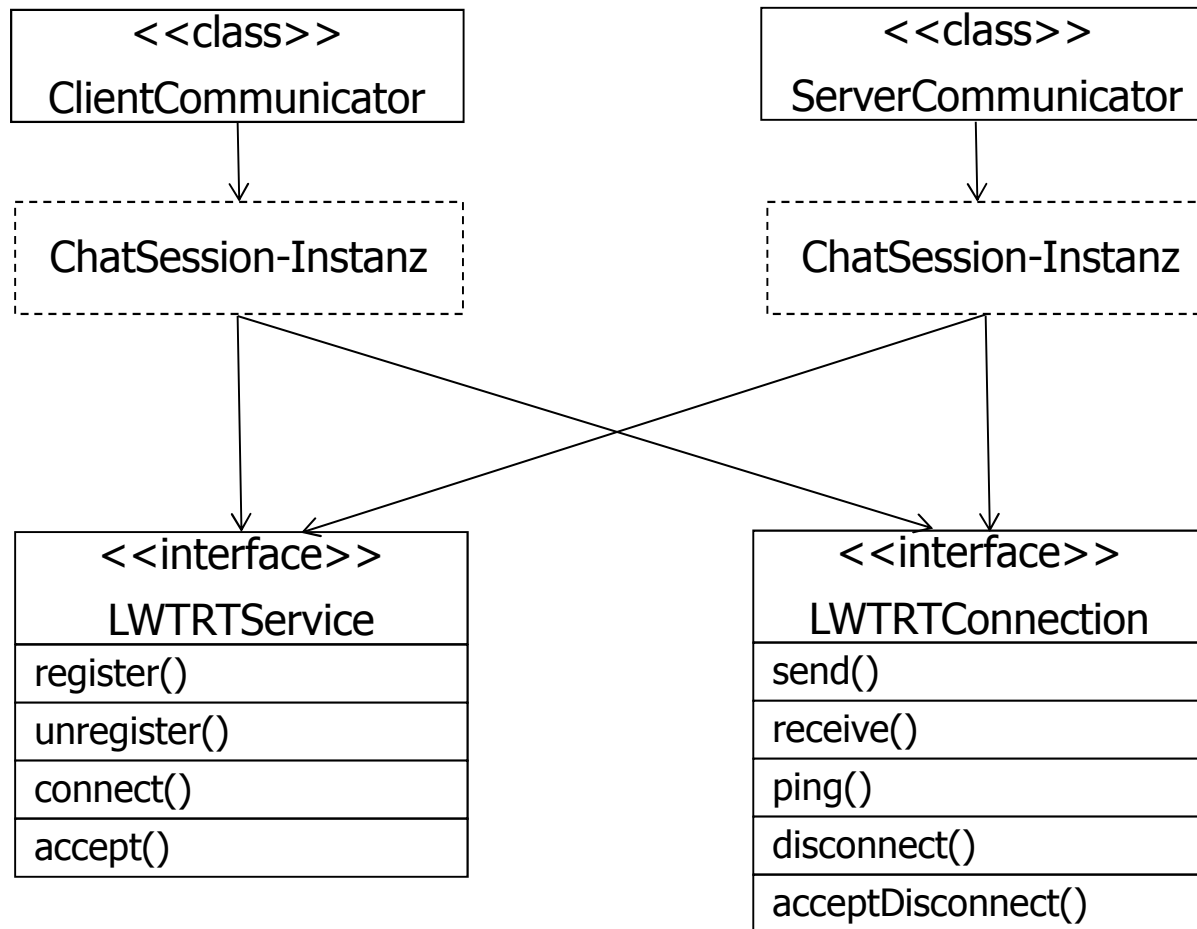 <<class>>
ClientCommunicator
<<class>>
ServerCommunicator
ChatSession-Instanz
ChatSession-Instanz
<<interface>>
LWTRTService
register()
unregister()
connect()
accept()
<<interface>>
LWTRTConnection
send()
receive()
ping()
disconnect()
acceptDisconnect()